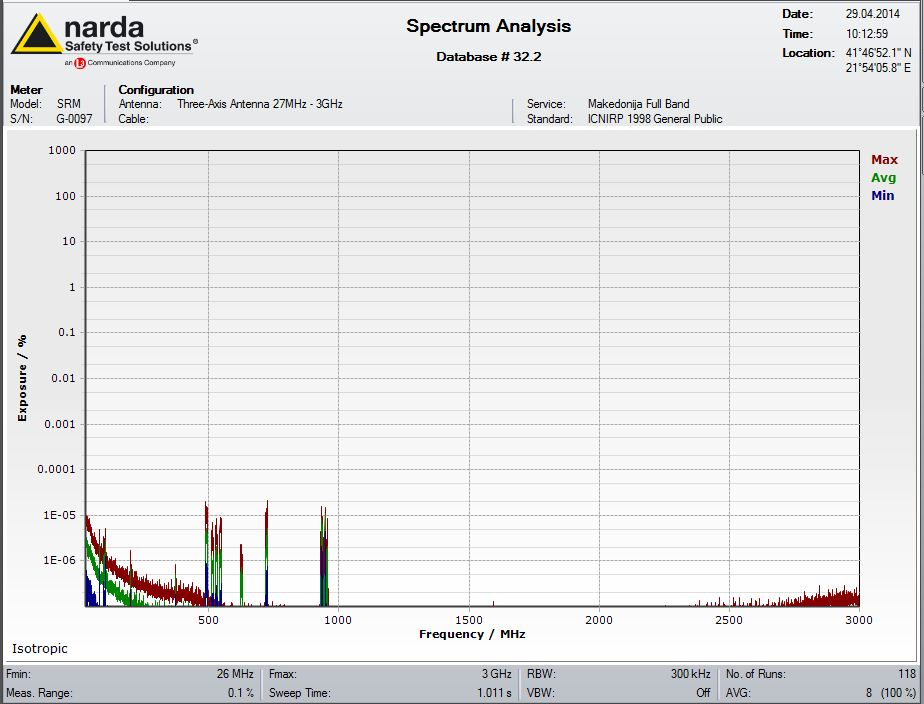 narda
Safety Test Solutions®
an L3 Communications Company
Spectrum Analysis
Database # 32.2
Date: 29.04.2014
Time: 10:12:59
Location: 41°46'52.1" N
21°54'05.8" E
Meter
Model: SRM
S/N: G-0097
Configuration
Antenna: Three-Axis Antenna 27MHz - 3GHz
Cable:
Service: Makedonija Full Band
Standard: ICNIRP 1998 General Public
Max
Avg
Min
Exposure / %
1000
100
10
1
0.1
0.01
0.001
0.0001
1E-05
1E-06
500 1000 1500 2000 2500 3000
Frequency / MHz
Isotropic
Fmin: 26 MHz Fmax: 3 GHz RBW: 300 kHz No. of Runs: 118
Meas. Range: 0.1 % Sweep Time: 1.011 s VBW: Off AVG: 8 (100 %)